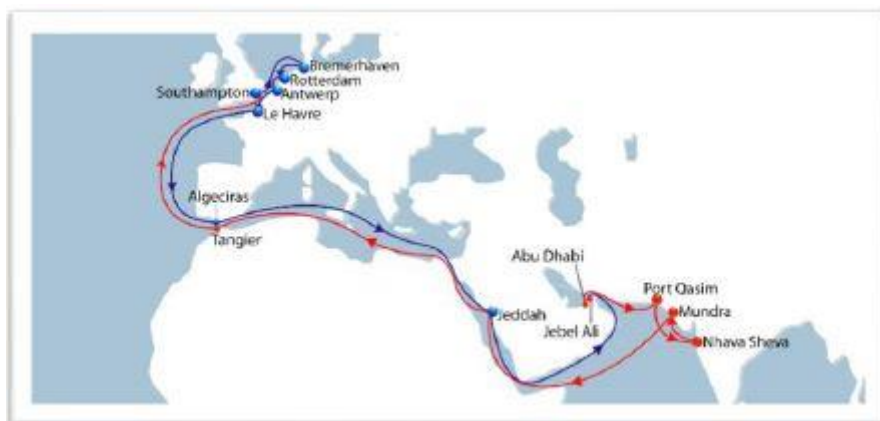 Bremerhaven
Rotterdam
Southampton
Antwerp
Le Havre
Algeciras
Tangier
Abu Dhabi
Port Qasim
Jeddah
Jebel Ali
Mundra
Nhava Sheva